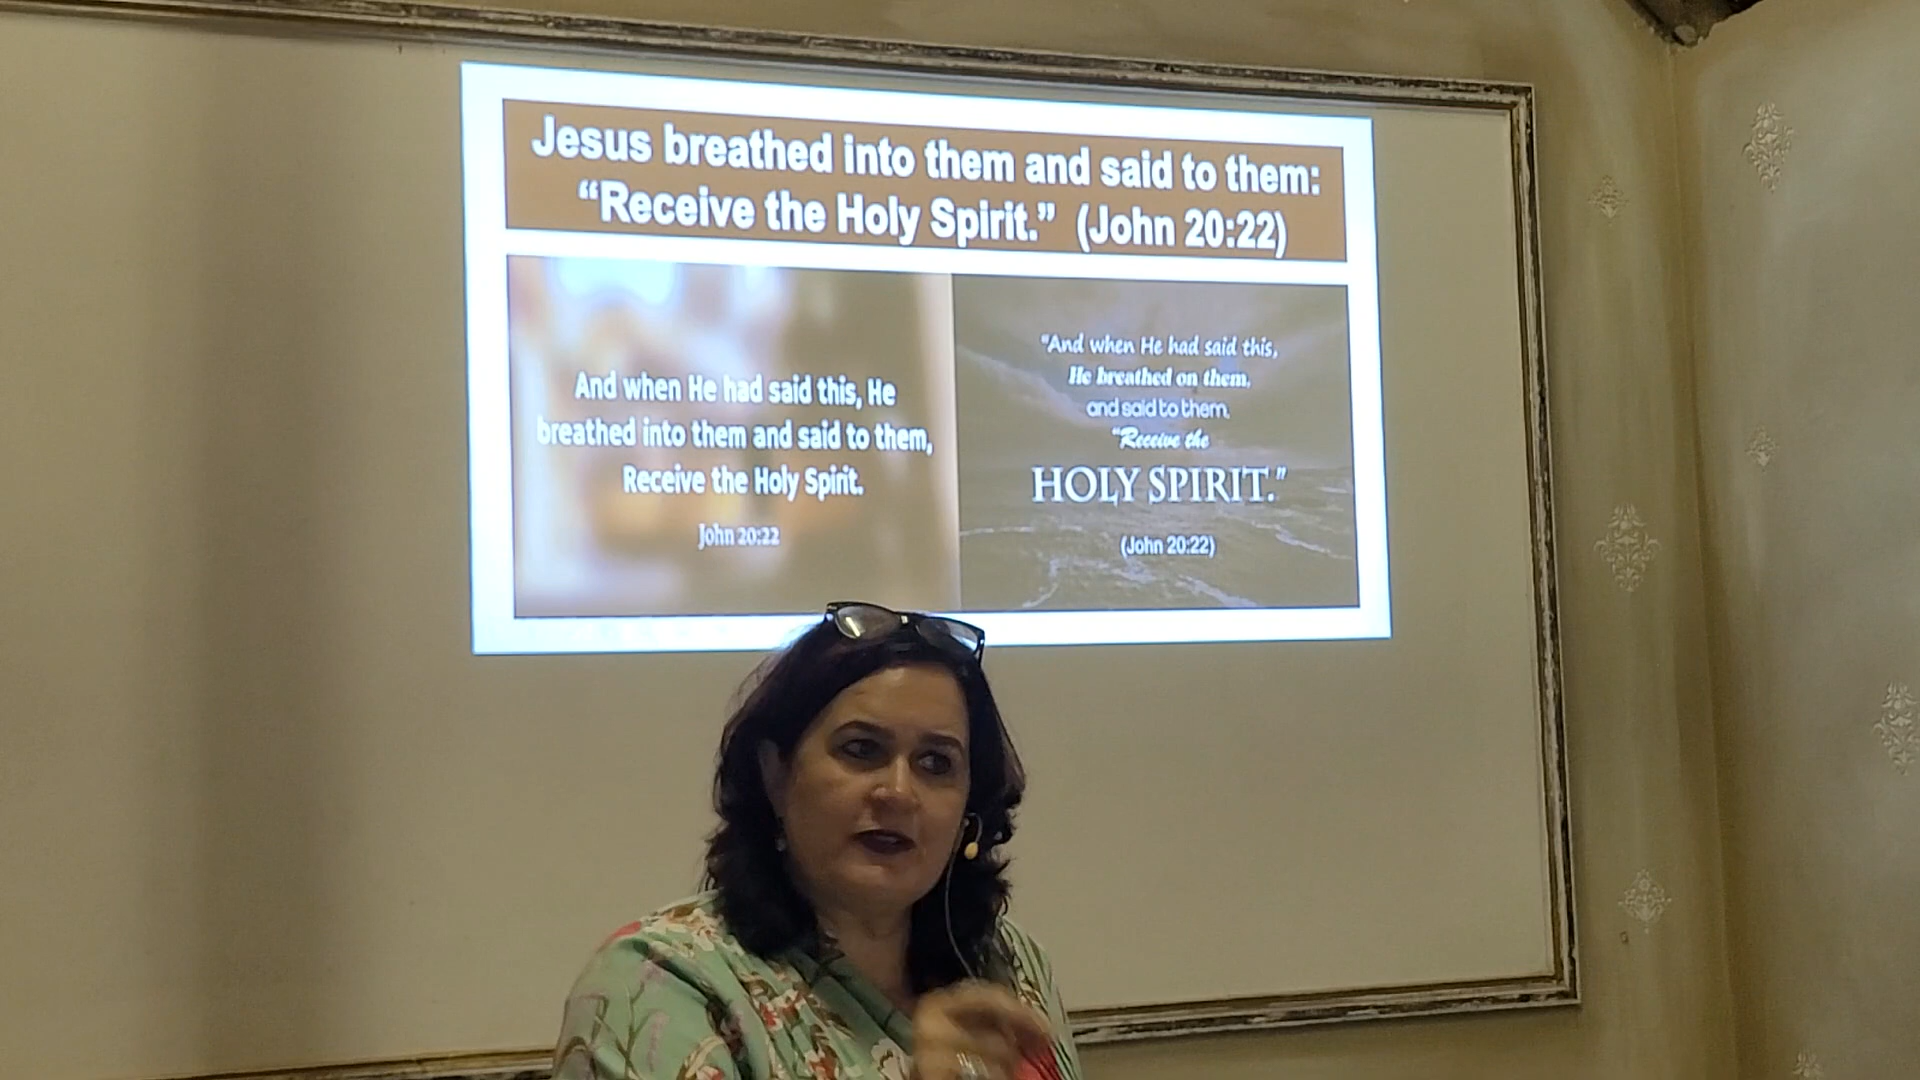 Jesus breathed into them and said to them:
“Receive the Holy Spirit.” (John 20:22)
And when He had said this, He
breathed into them and said to them,
Receive the Holy Spirit.
John 20:22
"And when He had said this,
He breathed on them,
and said to them,
"Receive the
HOLY SPIRIT."
(John 20:22)